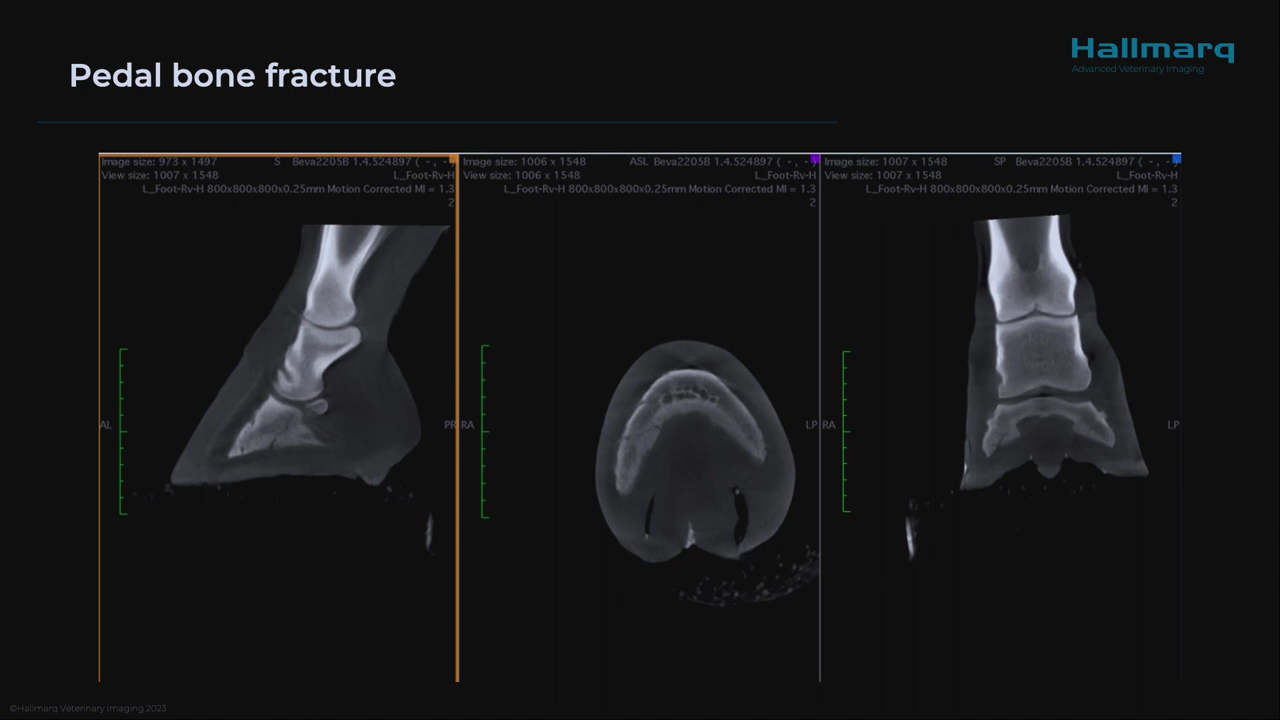 Hallmarq
Advanced Veterinary Imaging
Pedal bone fracture
Image size: 973 x 1497 S Beva2205B 1.4.524897 ( -, -)
View size: 1007 x 1548 L_Foot-Rv-H
L_Foot-Rv-H 800x800x800x0.25mm Motion Corrected MI = 1.3
2
AL
PR
Image size: 1006 x 1548 ASL Beva2205B 1.4.524897 ( -, -)
View size: 1006 x 1548 L_Foot-Rv-H
L_Foot-Rv-H 800x800x800x0.25mm Motion Corrected MI = 1.3
2
RA
LP
Image size: 1007 x 1548 SP Beva2205B 1.4.524897 ( -, -)
View size: 1007 x 1548 L_Foot-Rv-H
L_Foot-Rv-H 800x800x800x0.25mm Motion Corrected MI = 1.3
2
RA
LP
©Hallmarq Veterinary Imaging 2023